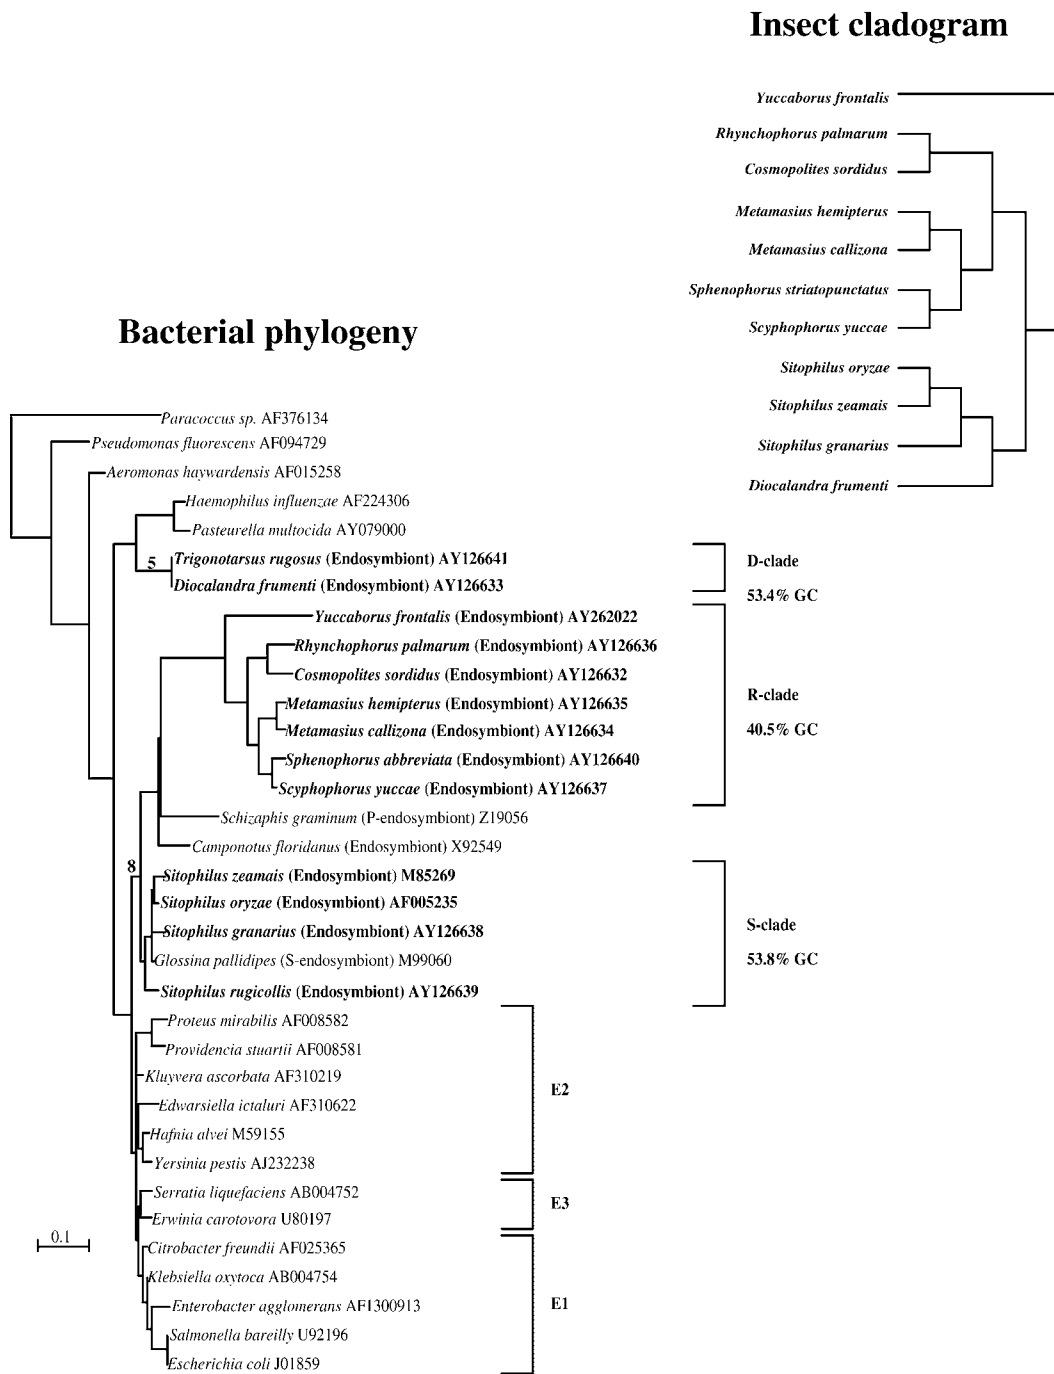 Insect cladogram
Yuccaborus frontalis
Rhynchophorus palmarum
Cosmopolites sordidus
Metamasius hemipterus
Metamasius callizona
Sphenophorus striatopunctatus
Scyphophorus yuccae
Sitophilus oryzae
Sitophilus zeamais
Sitophilus granarius
Diocalandra frumenti
Bacterial phylogeny
Paracoccus sp. AF376134
Pseudomonas fluorescens AF094729
Aeromonas haywardensis AF015258
Haemophilus influenzae AF224306
Pasteurella multocida AY079000
5
Trigonotarsus rugosus (Endosymbiont) AY126641
Diocalandra frumenti (Endosymbiont) AY126633
D-clade
53.4% GC
Yuccaborus frontalis (Endosymbiont) AY262022
Rhynchophorus palmarum (Endosymbiont) AY126636
Cosmopolites sordidus (Endosymbiont) AY126632
Metamasius hemipterus (Endosymbiont) AY126635
Metamasius callizona (Endosymbiont) AY126634
Sphenophorus abbreviata (Endosymbiont) AY126640
Scyphophorus yuccae (Endosymbiont) AY126637
R-clade
40.5% GC
Schizaphis graminum (P-endosymbiont) Z19056
Camponotus floridanus (Endosymbiont) X92549
8
Sitophilus zeamais (Endosymbiont) M85269
Sitophilus oryzae (Endosymbiont) AF005235
Sitophilus granarius (Endosymbiont) AY126638
Glossina pallidipes (S-endosymbiont) M99060
Sitophilus rugicollis (Endosymbiont) AY126639
S-clade
53.8% GC
Proteus mirabilis AF008582
Providencia stuartii AF008581
Kluyvera ascorbata AF310219
Edwarsiella ictaluri AF310622
Hafnia alvei M59155
Yersinia pestis AJ232238
E2
Serratia liquefaciens AB004752
Erwinia carotovora U80197
E3
0.1
Citrobacter freundii AF025365
Klebsiella oxytoca AB004754
Enterobacter agglomerans AF1300913
Salmonella bareilly U92196
Escherichia coli J01859
E1